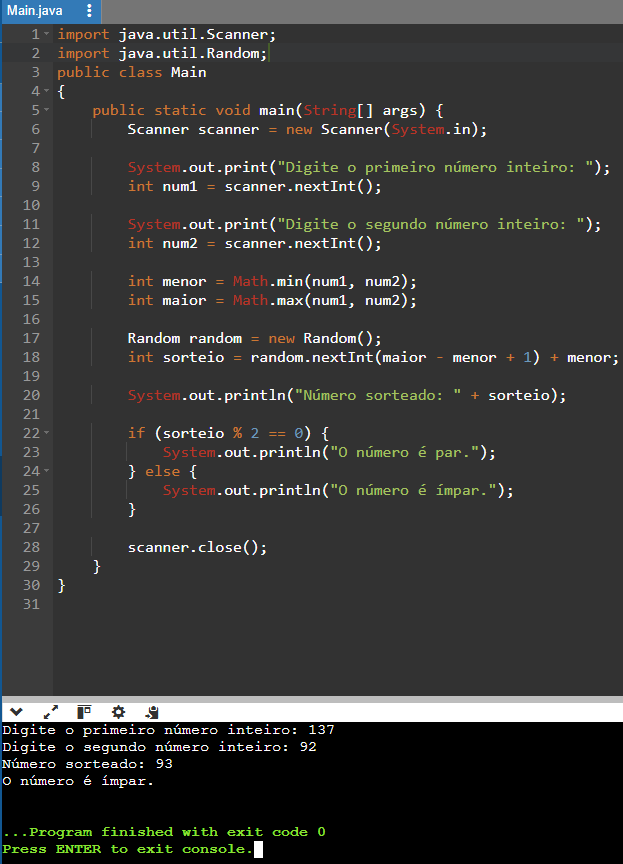 Main.java
1 import java.util.Scanner;
2 import java.util.Random;
3 public class Main
4 {
5     public static void main(String[] args) {
6         Scanner scanner = new Scanner(System.in);
7
8         System.out.print("Digite o primeiro número inteiro: ");
9         int num1 = scanner.nextInt();
10
11         System.out.print("Digite o segundo número inteiro: ");
12         int num2 = scanner.nextInt();
13
14         int menor = Math.min(num1, num2);
15         int maior = Math.max(num1, num2);
16
17         Random random = new Random();
18         int sorteio = random.nextInt(maior - menor + 1) + menor;
19
20         System.out.println("Número sorteado: " + sorteio);
21
22         if (sorteio % 2 == 0) {
23             System.out.println("O número é par.");
24         } else {
25             System.out.println("O número é ímpar.");
26         }
27
28         scanner.close();
29     }
30 }
31
Digite o primeiro número inteiro: 137
Digite o segundo número inteiro: 92
Número sorteado: 93
O número é ímpar.
...Program finished with exit code 0
Press ENTER to exit console.